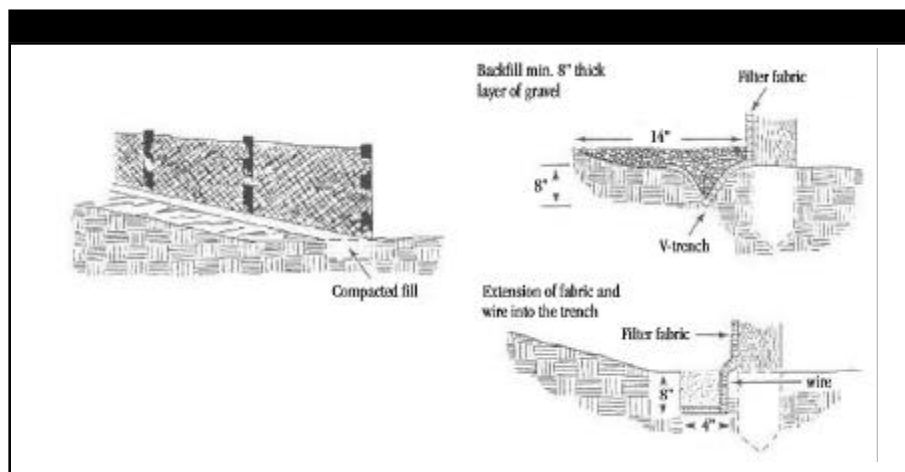 Backfill min. 8" thick
layer of gravel
Filter fabric
14"
8"
V-trench
Compacted fill
Extension of fabric and
wire into the trench
Filter fabric
wire
8"
4"